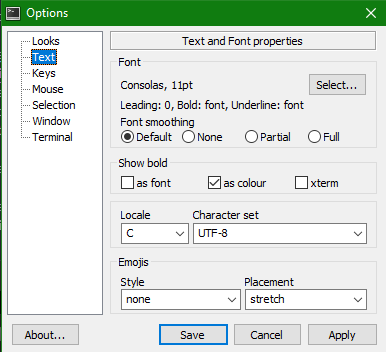 Options
Looks
Text
Keys
Mouse
Selection
Window
Terminal
Text and Font properties
Font
Consolas, 11pt
Select...
Leading: 0, Bold: font, Underline: font
Font smoothing
Default None Partial Full
Show bold
as font as colour xterm
Locale Character set
C UTF-8
Emojis
Style Placement
none stretch
About... Save Cancel Apply